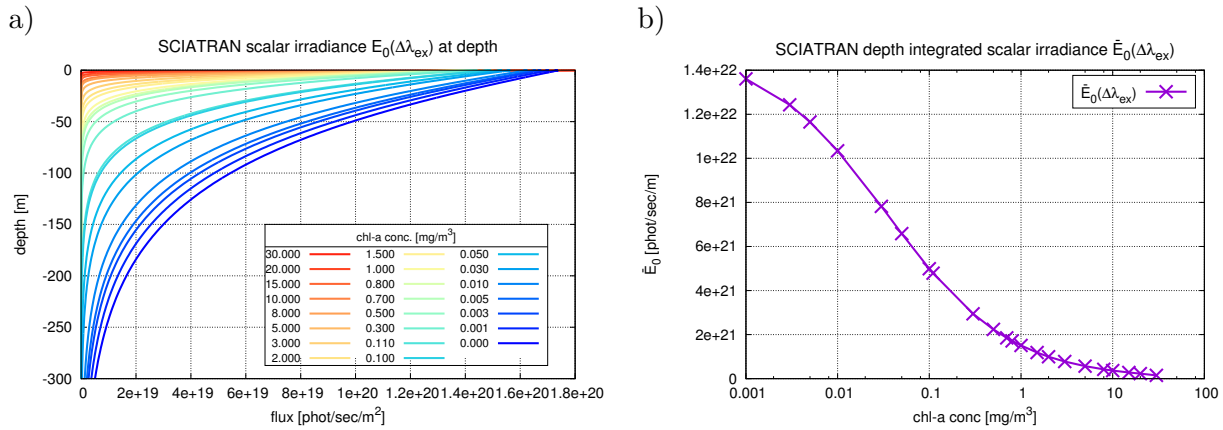 a)
SCIATRAN scalar irradiance E0(Δλex) at depth
0
-50
-100
-150
-200
-250
-300
depth [m]
chl-a conc. [mg/m³]
30.000 1.500 0.050
20.000 1.000 0.030
15.000 0.800 0.010
10.000 0.700 0.005
8.000 0.500 0.003
5.000 0.300 0.001
3.000 0.110 0.000
2.000 0.100
0 2e+19 4e+19 6e+19 8e+19 1e+20 1.2e+20 1.4e+20 1.6e+20 1.8e+20
flux [phot/sec/m²]
b)
SCIATRAN depth integrated scalar irradiance Ē0(Δλex)
1.4e+22
1.2e+22
1e+22
8e+21
6e+21
4e+21
2e+21
0
Ē0 [phot/sec/m]
Ē0(Δλex)
0.001 0.01 0.1 1 10 100
chl-a conc [mg/m³]